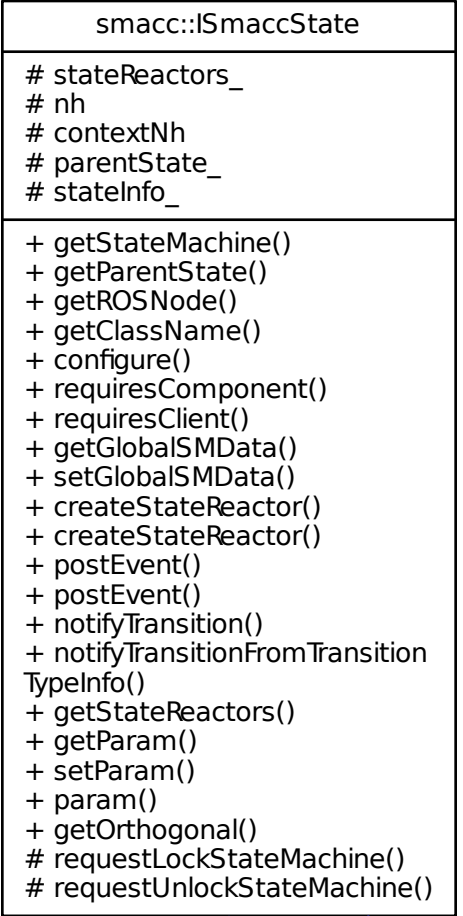 smacc::ISmaccState
# stateReactors_
# nh
# contextNh
# parentState_
# stateInfo_
+ getStateMachine()
+ getParentState()
+ getROSNode()
+ getClassName()
+ configure()
+ requiresComponent()
+ requiresClient()
+ getGlobalSMData()
+ setGlobalSMData()
+ createStateReactor()
+ createStateReactor()
+ postEvent()
+ postEvent()
+ notifyTransition()
+ notifyTransitionFromTransition
TypeInfo()
+ getStateReactors()
+ getParam()
+ setParam()
+ param()
+ getOrthogonal()
# requestLockStateMachine()
# requestUnlockStateMachine()